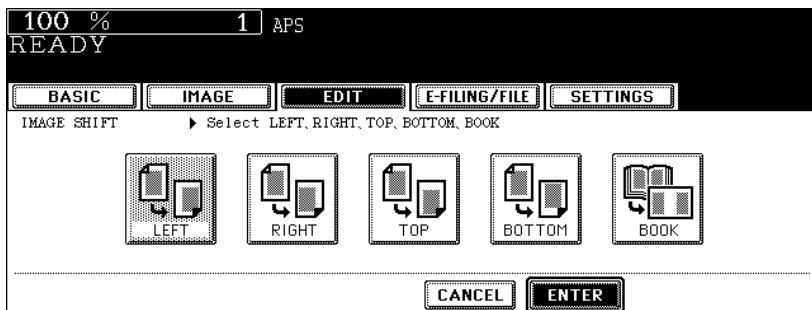 100 % 1 APS
READY
BASIC IMAGE EDIT E-FILING/FILE SETTINGS
IMAGE SHIFT ▶ Select LEFT, RIGHT, TOP, BOTTOM, BOOK
LEFT RIGHT TOP BOTTOM BOOK
CANCEL ENTER